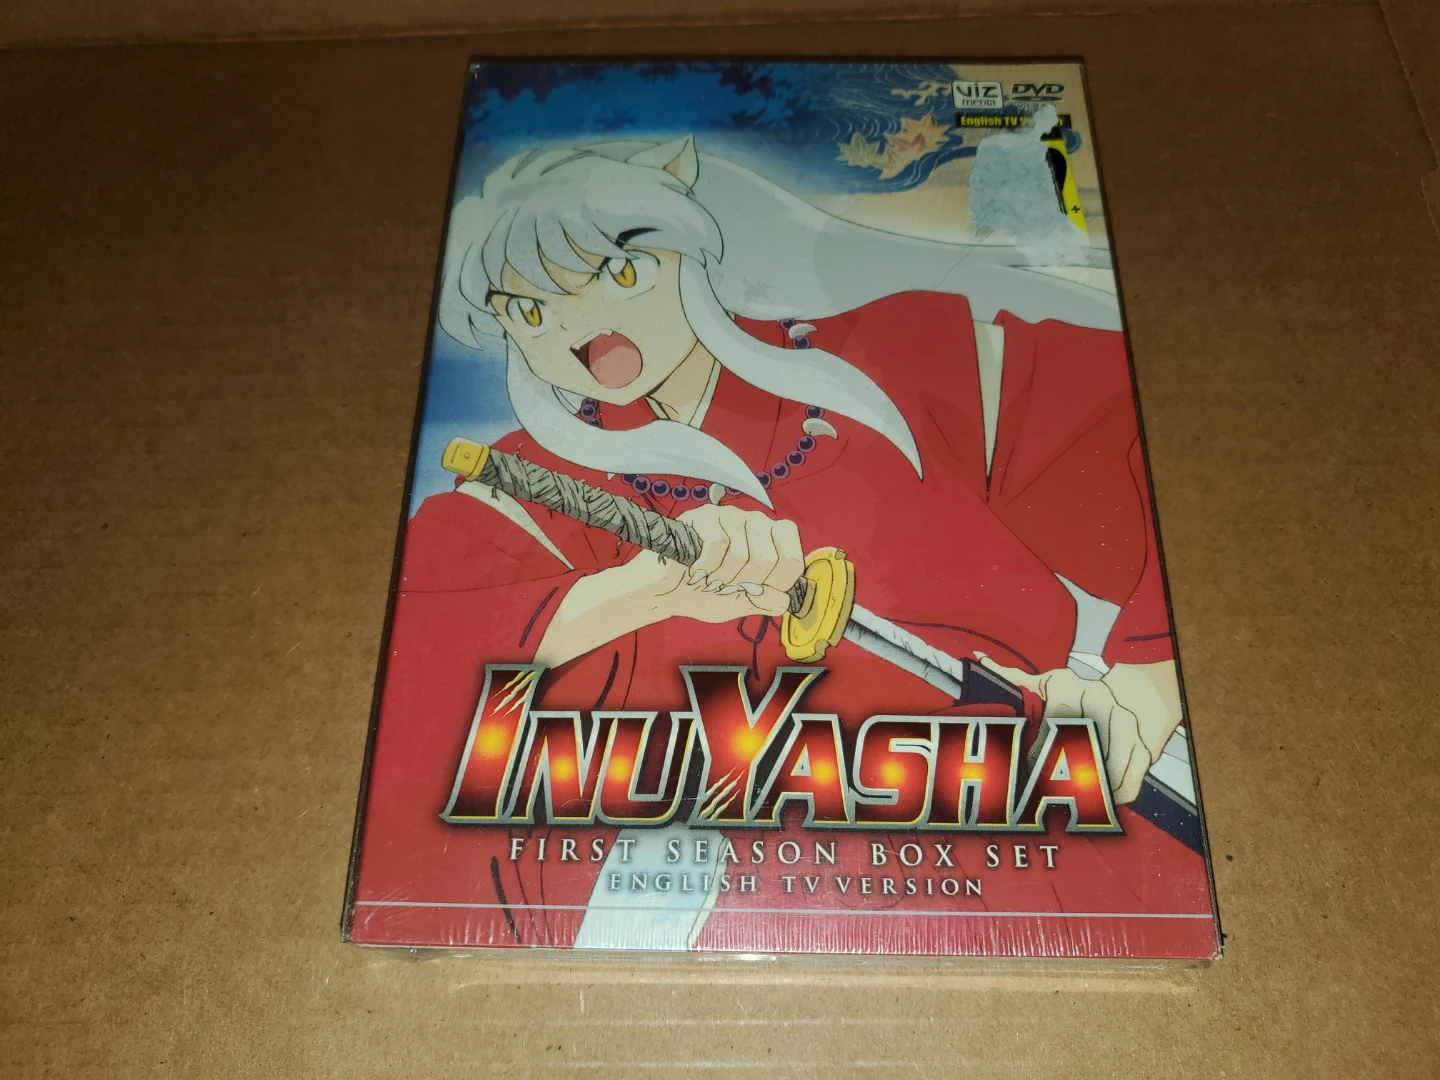 VIZ
media
DVD
English TV
INUYASHA
FIRST SEASON BOX SET
ENGLISH TV VERSION